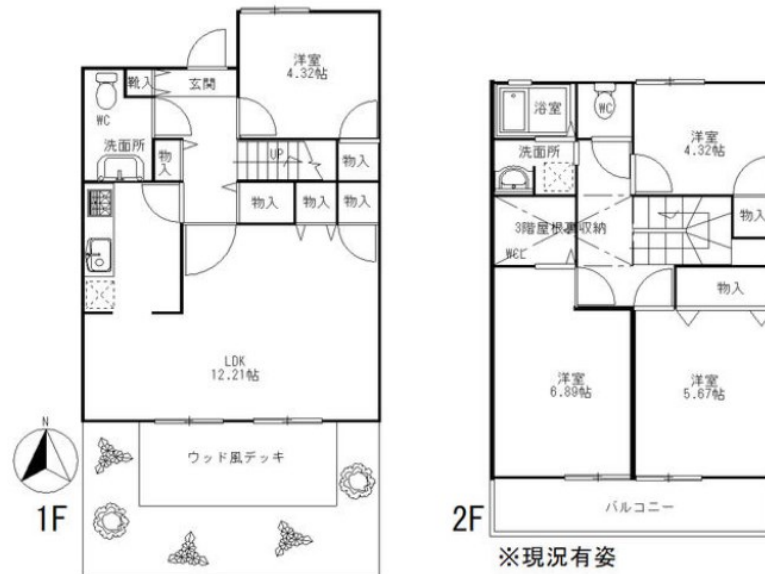 洋室
4.32帖
靴入
玄関
WC
洗面所
物入
UP
物入
物入
物入
物入
LDK
12.21帖
N
ウッド風デッキ
1F
浴室
WC
洋室
4.32帖
洗面所
3階屋根裏収納
物入
WCピ
物入
洋室
6.89帖
洋室
5.67帖
バルコニー
2F
※現況有姿